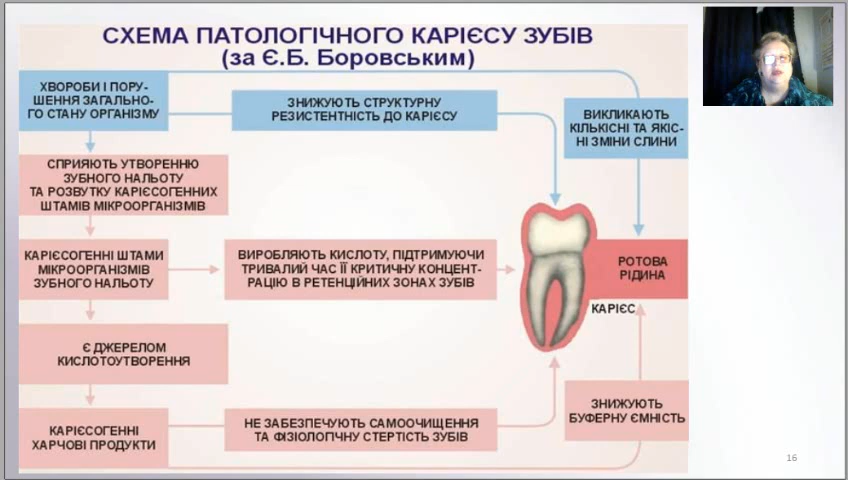 СХЕМА ПАТОЛОГІЧНОГО КАРІЄСУ ЗУБІВ
(за Є.Б. Боровським)
ХВОРОБИ І ПОРУ-
ШЕННЯ ЗАГАЛЬНО-
ГО СТАНУ ОРГАНІЗМУ
ЗНИЖУЮТЬ СТРУКТУРНУ
РЕЗИСТЕНТНІСТЬ ДО КАРІЄСУ
ВИКЛИКАЮТЬ
КІЛЬКІСНІ ТА ЯКІС-
НІ ЗМІНИ СЛИНИ
СПРИЯЮТЬ УТВОРЕННЮ
ЗУБНОГО НАЛЬОТУ
ТА РОЗВУТКУ КАРІЄСОГЕННИХ
ШТАМІВ МІКРООРГАНІЗМІВ
КАРІЄСОГЕННІ ШТАМИ
МІКРООРГАНІЗМІВ
ЗУБНОГО НАЛЬОТУ
ВИРОБЛЯЮТЬ КИСЛОТУ, ПІДТРИМУЮЧИ
ТРИВАЛИЙ ЧАС ЇЇ КРИТИЧНУ КОНЦЕНТ-
РАЦІЮ В РЕТЕНЦІЙНИХ ЗОНАХ ЗУБІВ
РОТОВА
РІДИНА
КАРІЄС
Є ДЖЕРЕЛОМ
КИСЛОТОУТВОРЕННЯ
КАРІЄСОГЕННІ
ХАРЧОВІ ПРОДУКТИ
НЕ ЗАБЕЗПЕЧУЮТЬ САМООЧИЩЕННЯ
ТА ФІЗІОЛОГІЧНУ СТЕРТІСТЬ ЗУБІВ
ЗНИЖУЮТЬ
БУФЕРНУ ЄМНІСТЬ
16